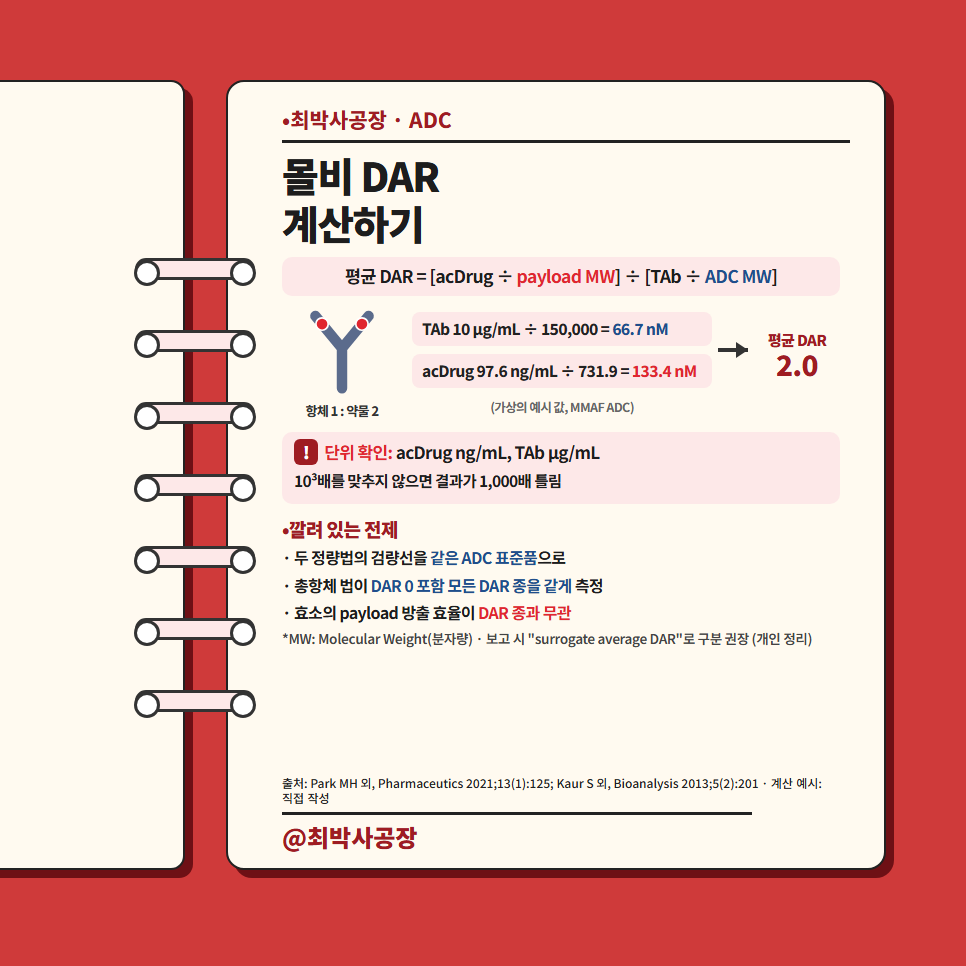 •최박사공장 · ADC
몰비 DAR
계산하기
평균 DAR = [acDrug ÷ payload MW] ÷ [TAb ÷ ADC MW]
TAb 10 µg/mL ÷ 150,000 = 66.7 nM
acDrug 97.6 ng/mL ÷ 731.9 = 133.4 nM
평균 DAR
2.0
항체 1 : 약물 2
(가상의 예시 값, MMAF ADC)
! 단위 확인: acDrug ng/mL, TAb µg/mL
10³배를 맞추지 않으면 결과가 1,000배 틀림
•깔려 있는 전제
· 두 정량법의 검량선을 같은 ADC 표준품으로
· 총항체 법이 DAR 0 포함 모든 DAR 종을 같게 측정
· 효소의 payload 방출 효율이 DAR 종과 무관
*MW: Molecular Weight(분자량) · 보고 시 "surrogate average DAR"로 구분 권장 (개인 정리)
출처: Park MH 외, Pharmaceutics 2021;13(1):125; Kaur S 외, Bioanalysis 2013;5(2):201 · 계산 예시:
직접 작성
@최박사공장